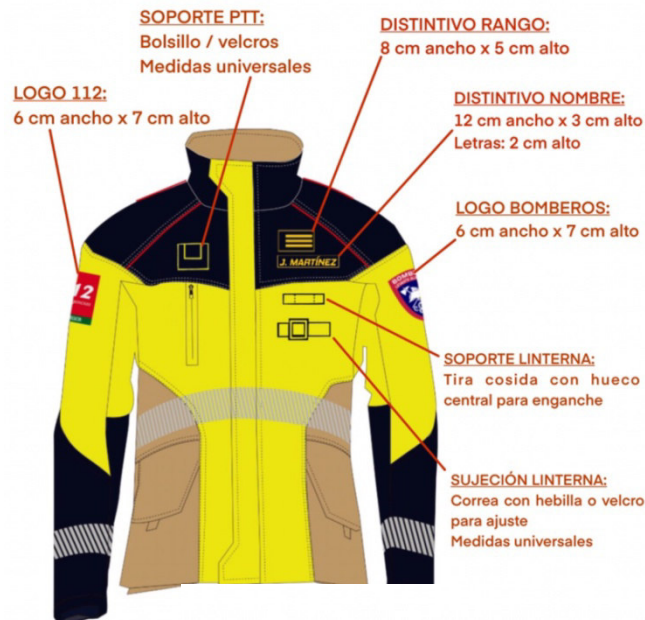 SOPORTE PTT:
Bolsillo / velcros
Medidas universales
DISTINTIVO RANGO:
8 cm ancho x 5 cm alto
LOGO 112:
6 cm ancho x 7 cm alto
DISTINTIVO NOMBRE:
12 cm ancho x 3 cm alto
Letras: 2 cm alto
LOGO BOMBEROS:
6 cm ancho x 7 cm alto
J. MARTÍNEZ
12
BOMB
SOPORTE LINTERNA:
Tira cosida con hueco
central para enganche
SUJECIÓN LINTERNA:
Correa con hebilla o velcro
para ajuste
Medidas universales